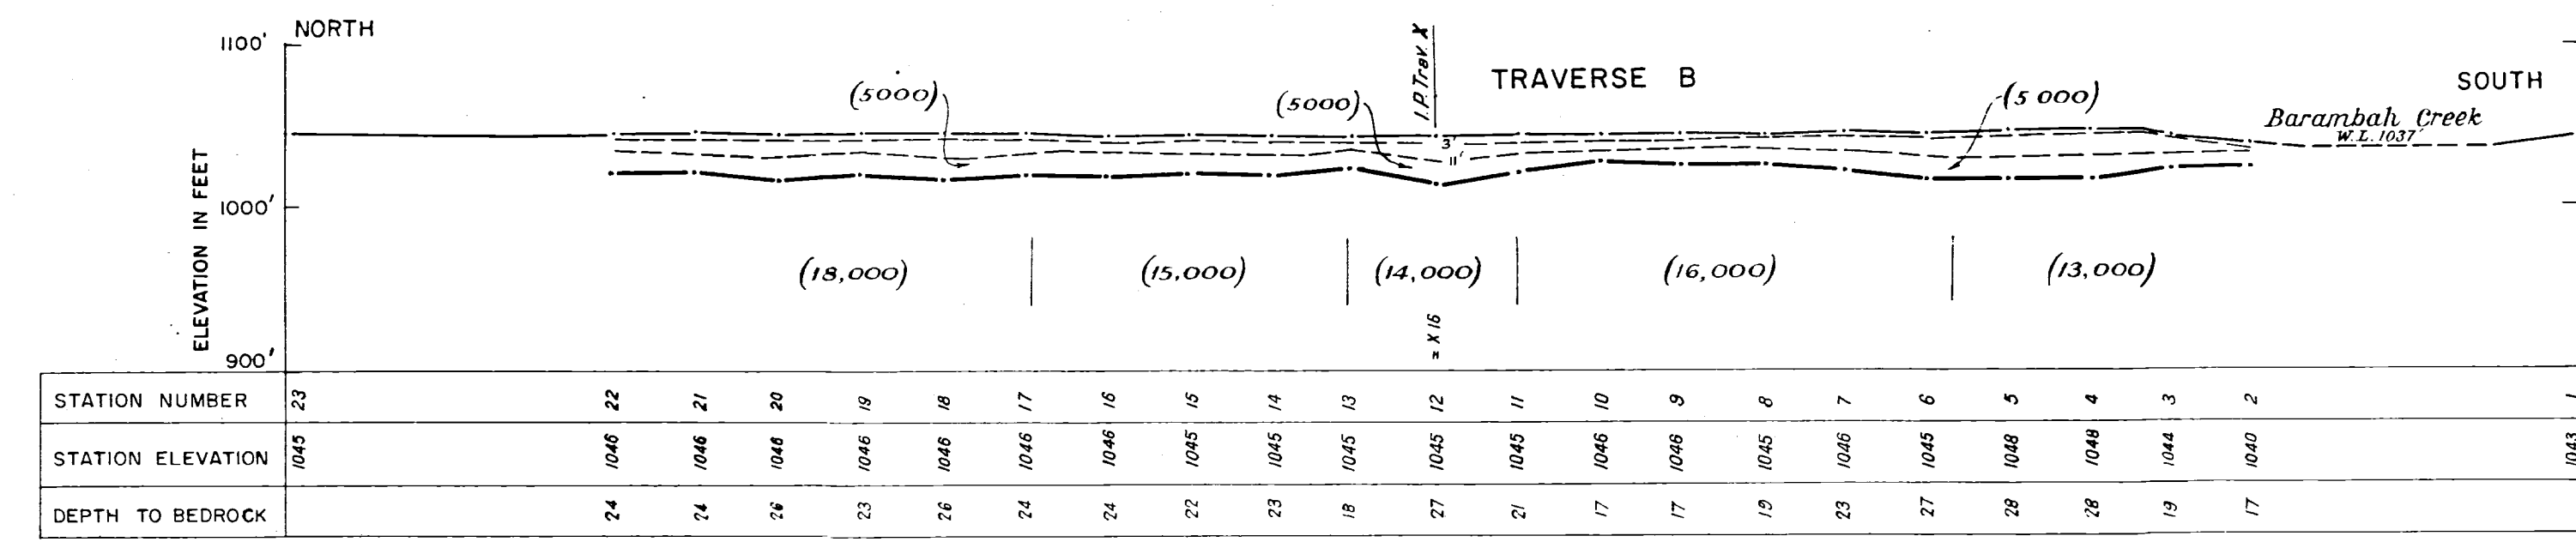 NORTH
1100'
I.P. Trav. X
TRAVERSE B
SOUTH
(5000)
(5000)
(5000)
Barambah Creek
W.L. 1037'
3'
11'
ELEVATION IN FEET
1000'
(18,000)
(15,000)
(14,000)
(16,000)
(13,000)
= X 16
900'
STATION NUMBER 23 22 21 20 19 18 17 16 15 14 13 12 11 10 9 8 7 6 5 4 3 2 1
STATION ELEVATION 1045 1046 1046 1046 1046 1046 1046 1046 1045 1045 1045 1045 1045 1046 1046 1045 1046 1045 1048 1048 1044 1040 1043
DEPTH TO BEDROCK 24 24 26 23 26 24 24 22 23 18 27 21 17 17 19 23 27 28 28 19 17